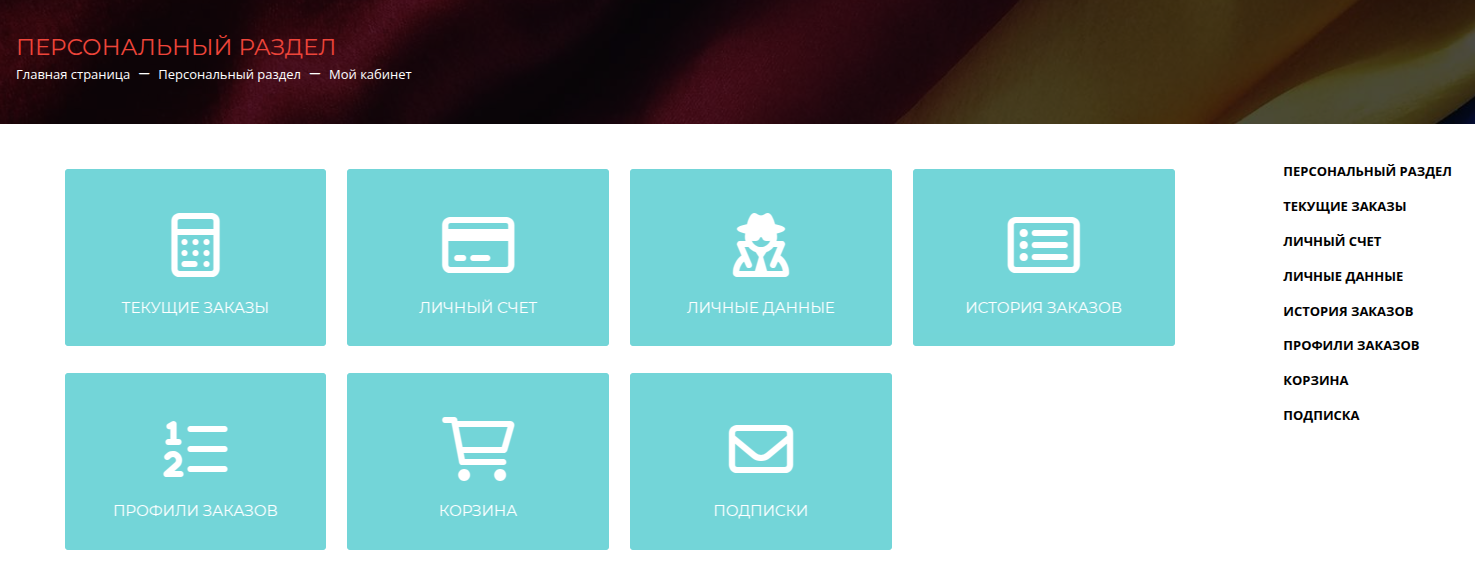 ПЕРСОНАЛЬНЫЙ РАЗДЕЛ
Главная страница — Персональный раздел — Мой кабинет
ТЕКУЩИЕ ЗАКАЗЫ
ЛИЧНЫЙ СЧЕТ
ЛИЧНЫЕ ДАННЫЕ
ИСТОРИЯ ЗАКАЗОВ
ПРОФИЛИ ЗАКАЗОВ
КОРЗИНА
ПОДПИСКИ
ПЕРСОНАЛЬНЫЙ РАЗДЕЛ
ТЕКУЩИЕ ЗАКАЗЫ
ЛИЧНЫЙ СЧЕТ
ЛИЧНЫЕ ДАННЫЕ
ИСТОРИЯ ЗАКАЗОВ
ПРОФИЛИ ЗАКАЗОВ
КОРЗИНА
ПОДПИСКА